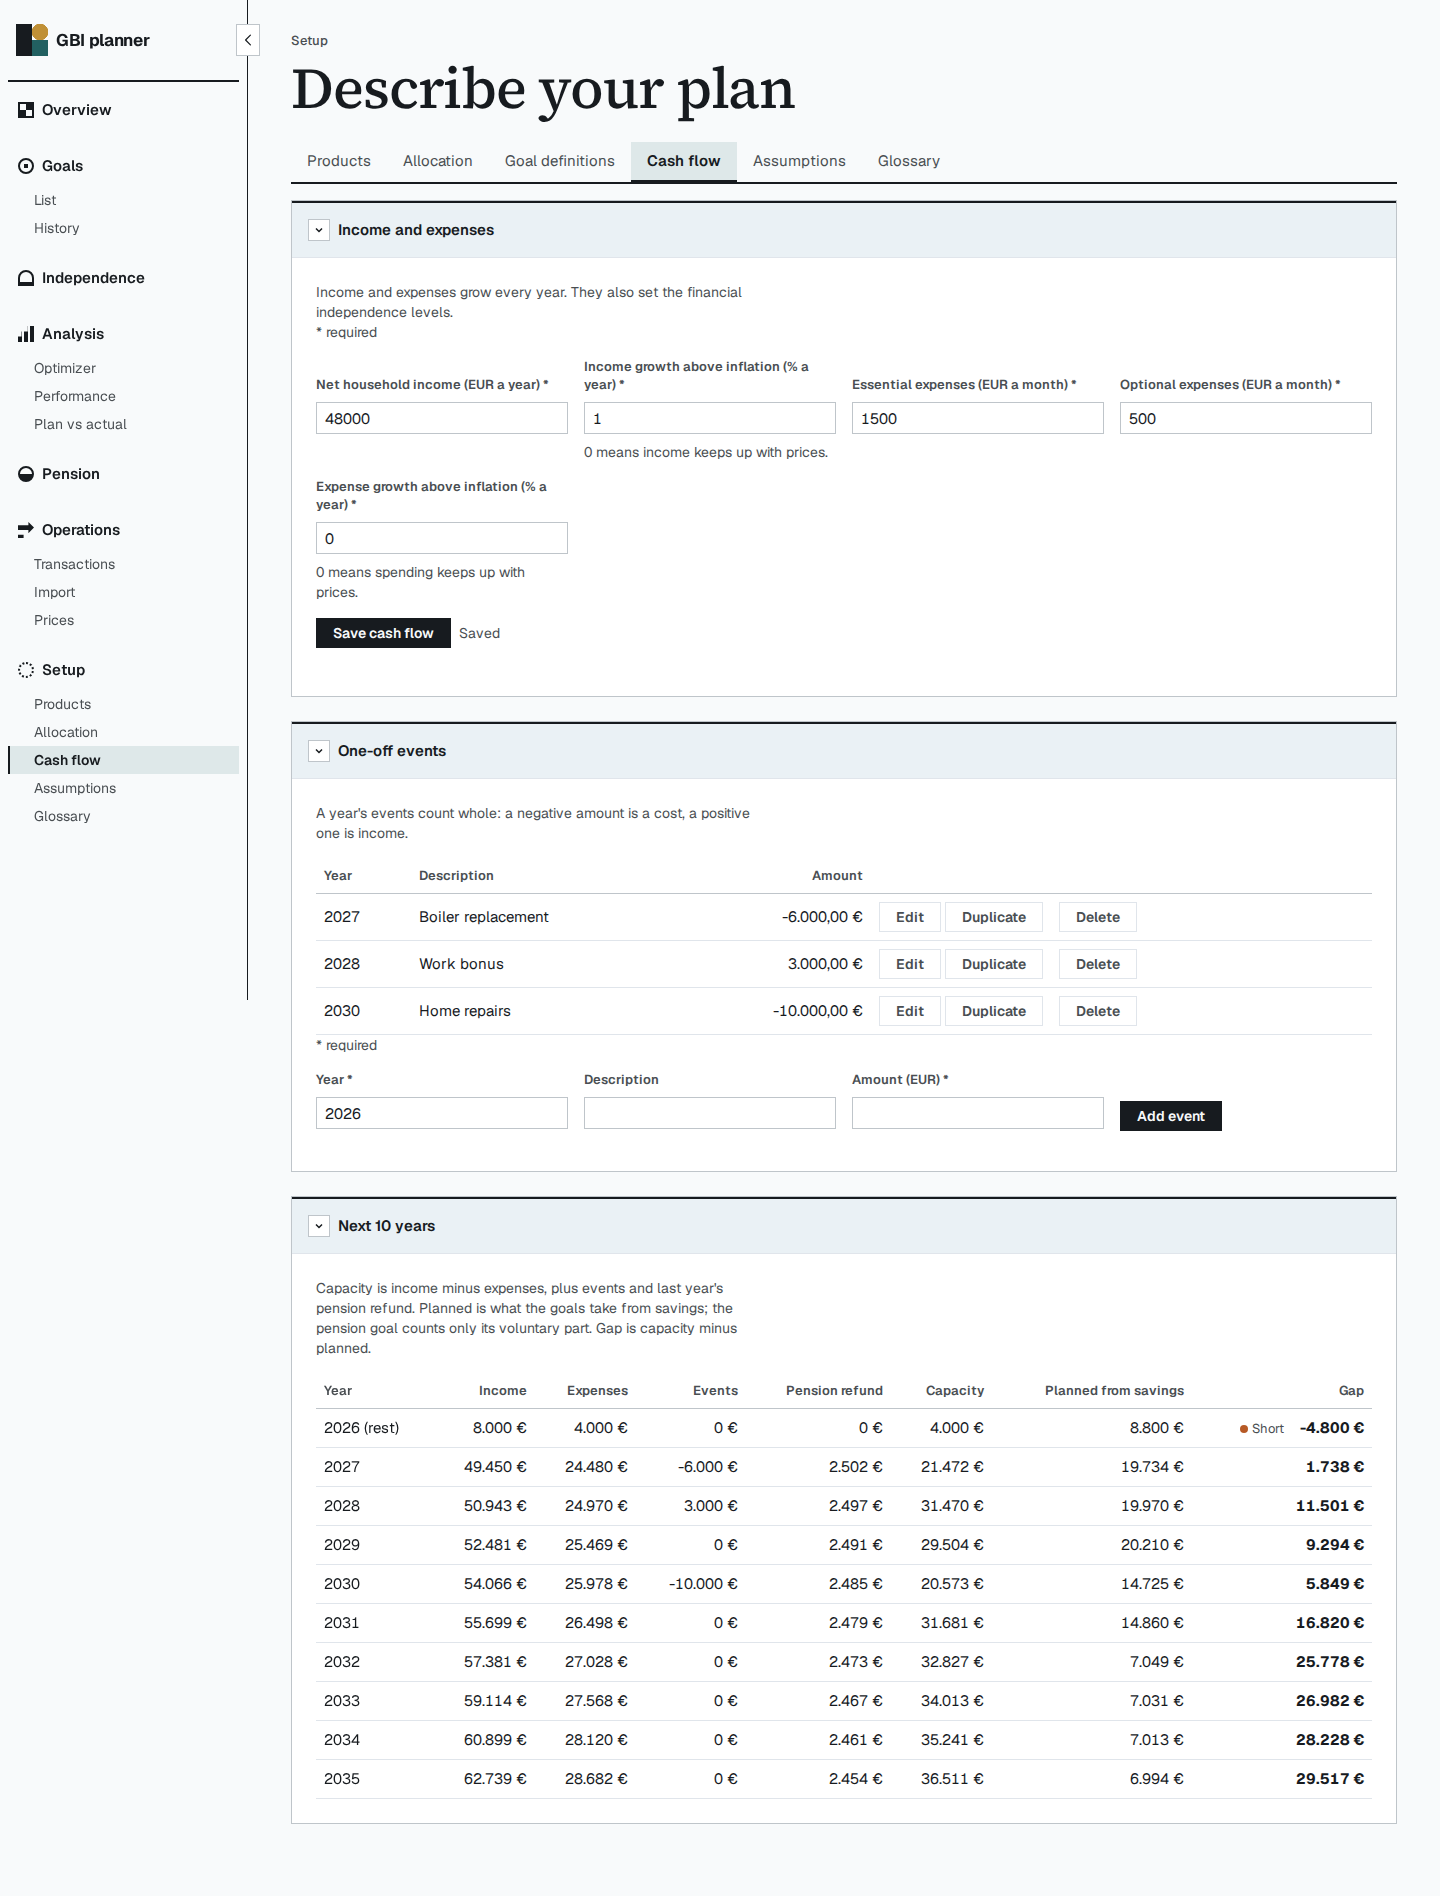 GBI planner
Overview
Goals
List
History
Independence
Analysis
Optimizer
Performance
Plan vs actual
Pension
Operations
Transactions
Import
Prices
Setup
Products
Allocation
Cash flow
Assumptions
Glossary
Setup
Describe your plan
Products Allocation Goal definitions Cash flow Assumptions Glossary
Income and expenses
Income and expenses grow every year. They also set the financial
independence levels.
* required
Net household income (EUR a year) *
48000
Income growth above inflation (% a
year) *
1
0 means income keeps up with prices.
Essential expenses (EUR a month) *
1500
Optional expenses (EUR a month) *
500
Expense growth above inflation (% a
year) *
0
0 means spending keeps up with
prices.
Save cash flow Saved
One-off events
A year's events count whole: a negative amount is a cost, a positive
one is income.
Year Description Amount
2027 Boiler replacement -6.000,00 € Edit Duplicate Delete
2028 Work bonus 3.000,00 € Edit Duplicate Delete
2030 Home repairs -10.000,00 € Edit Duplicate Delete
* required
Year * Description Amount (EUR) *
2026 Add event
Next 10 years
Capacity is income minus expenses, plus events and last year's
pension refund. Planned is what the goals take from savings; the
pension goal counts only its voluntary part. Gap is capacity minus
planned.
Year Income Expenses Events Pension refund Capacity Planned from savings Gap
2026 (rest) 8.000 € 4.000 € 0 € 0 € 4.000 € 8.800 € Short -4.800 €
2027 49.450 € 24.480 € -6.000 € 2.502 € 21.472 € 19.734 € 1.738 €
2028 50.943 € 24.970 € 3.000 € 2.497 € 31.470 € 19.970 € 11.501 €
2029 52.481 € 25.469 € 0 € 2.491 € 29.504 € 20.210 € 9.294 €
2030 54.066 € 25.978 € -10.000 € 2.485 € 20.573 € 14.725 € 5.849 €
2031 55.699 € 26.498 € 0 € 2.479 € 31.681 € 14.860 € 16.820 €
2032 57.381 € 27.028 € 0 € 2.473 € 32.827 € 7.049 € 25.778 €
2033 59.114 € 27.568 € 0 € 2.467 € 34.013 € 7.031 € 26.982 €
2034 60.899 € 28.120 € 0 € 2.461 € 35.241 € 7.013 € 28.228 €
2035 62.739 € 28.682 € 0 € 2.454 € 36.511 € 6.994 € 29.517 €